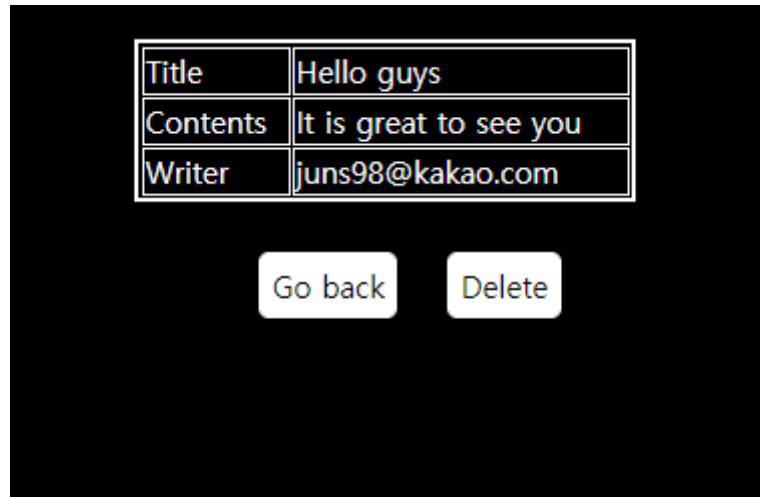 Title Hello guys
Contents It is great to see you
Writer juns98@kakao.com
Go back Delete